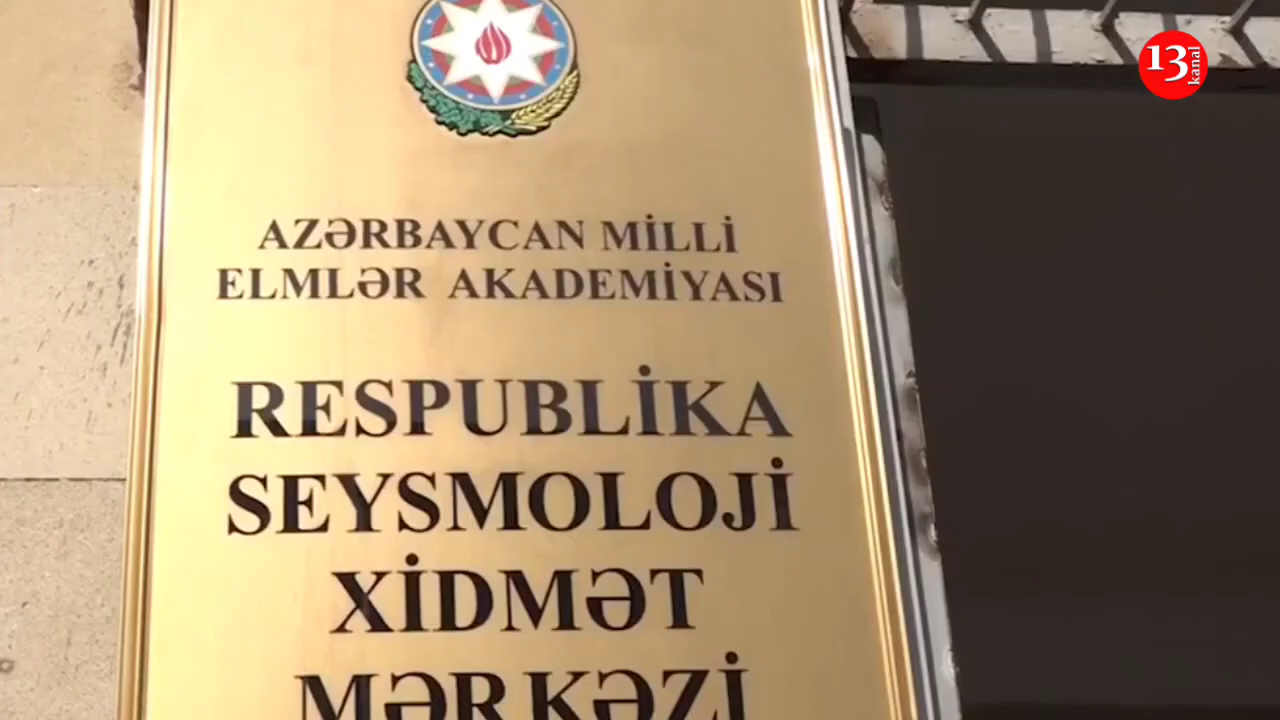 13
kanal
AZƏRBAYCAN MİLLİ
ELMLƏR AKADEMİYASI
RESPUBLİKA
SEYSMOLOJİ
XİDMƏT
MƏRKƏZİ